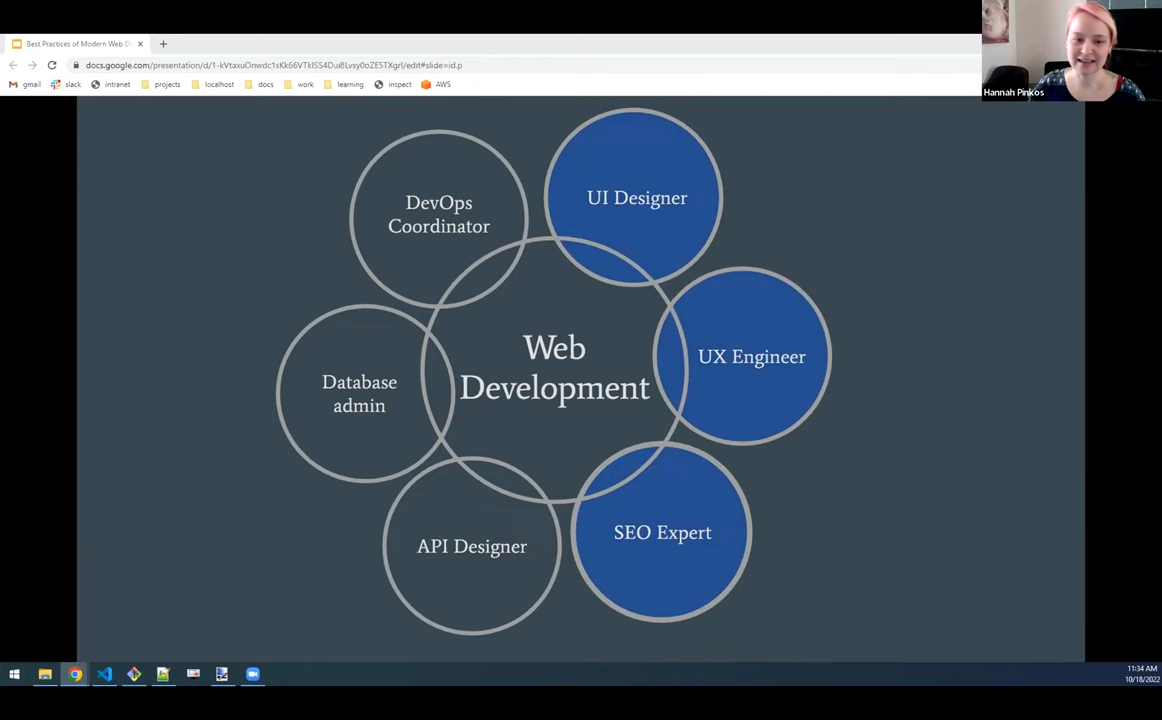 Best Practices of Modern Web D
docs.google.com/presentation/d/1-kVtaxuOnwdc1sKk66VTkISS4Dui8Lvsy0oZE5TXgrI/edit#slide=id.p
gmail slack intranet projects localhost docs work learning inspect AWS
Hannah Pinkos
DevOps
Coordinator
UI Designer
Web
Development
UX Engineer
Database
admin
API Designer
SEO Expert
11:34 AM
10/18/2022